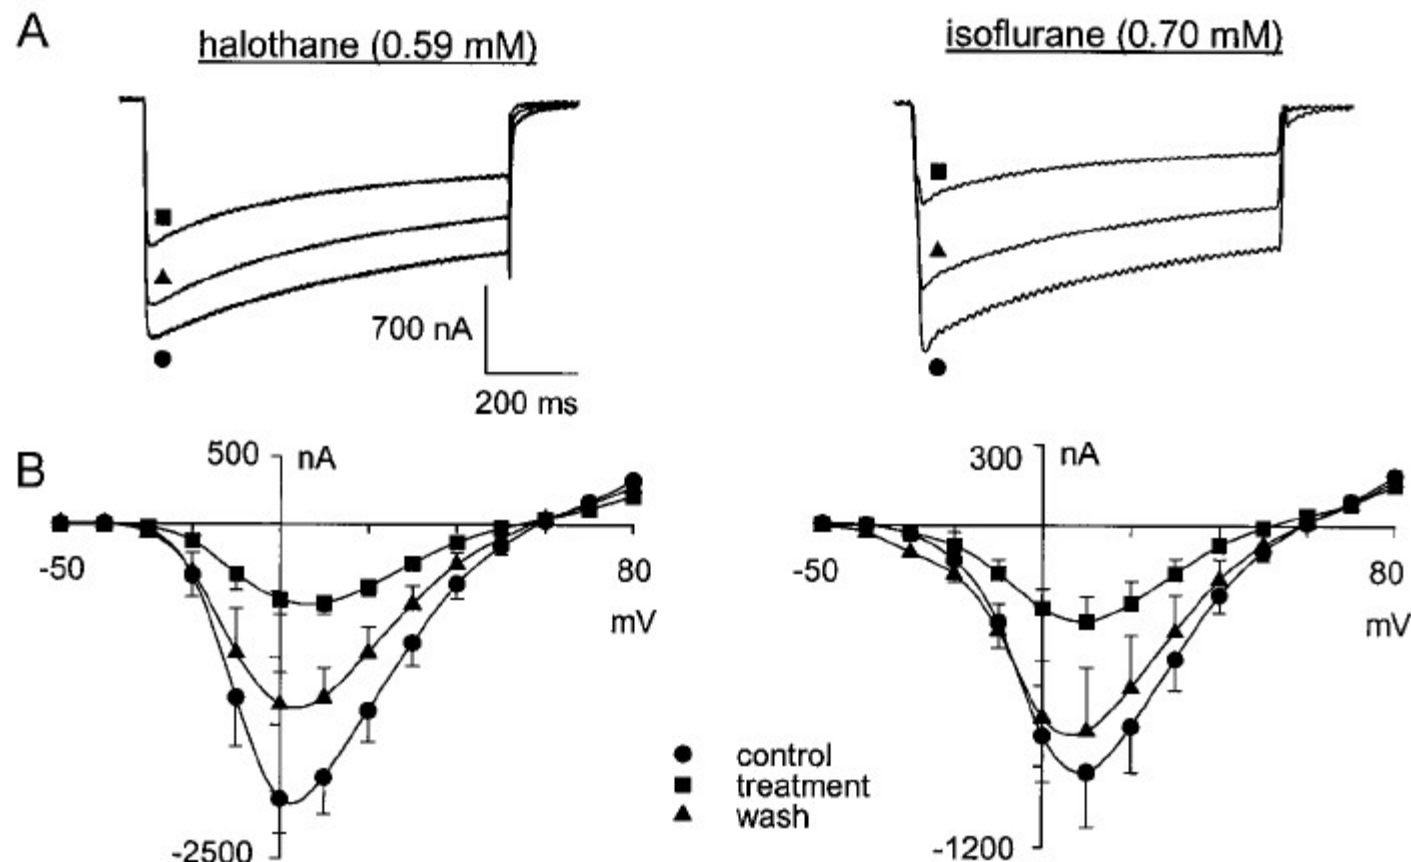 A
halothane (0.59 mM)
isoflurane (0.70 mM)
700 nA
200 ms
B
500 nA
-50
80
mV
-2500
300 nA
-50
80
mV
-1200
control
treatment
wash